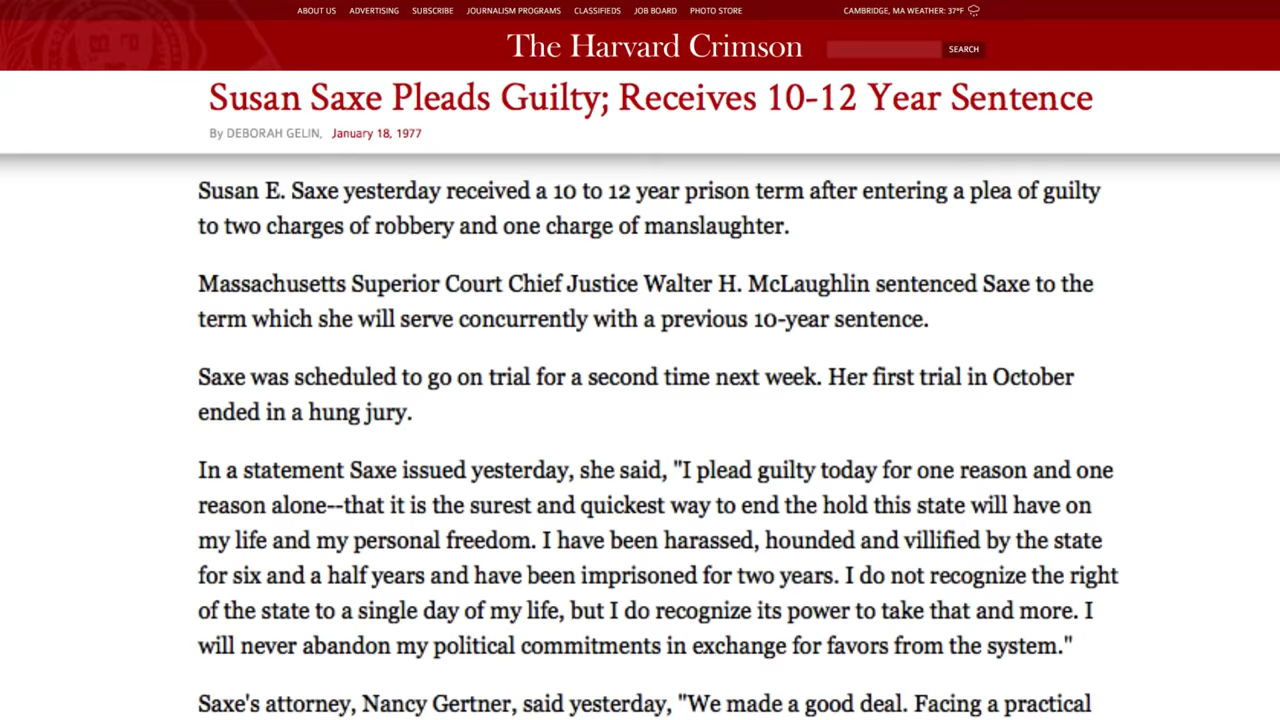 ABOUT US ADVERTISING SUBSCRIBE JOURNALISM PROGRAMS CLASSIFIEDS JOB BOARD PHOTO STORE CAMBRIDGE, MA WEATHER: 37°F
The Harvard Crimson SEARCH
Susan Saxe Pleads Guilty; Receives 10-12 Year Sentence
By DEBORAH GELIN, January 18, 1977
Susan E. Saxe yesterday received a 10 to 12 year prison term after entering a plea of guilty
to two charges of robbery and one charge of manslaughter.
Massachusetts Superior Court Chief Justice Walter H. McLaughlin sentenced Saxe to the
term which she will serve concurrently with a previous 10-year sentence.
Saxe was scheduled to go on trial for a second time next week. Her first trial in October
ended in a hung jury.
In a statement Saxe issued yesterday, she said, "I plead guilty today for one reason and one
reason alone--that it is the surest and quickest way to end the hold this state will have on
my life and my personal freedom. I have been harassed, hounded and villified by the state
for six and a half years and have been imprisoned for two years. I do not recognize the right
of the state to a single day of my life, but I do recognize its power to take that and more. I
will never abandon my political commitments in exchange for favors from the system."
Saxe's attorney, Nancy Gertner, said yesterday, "We made a good deal. Facing a practical